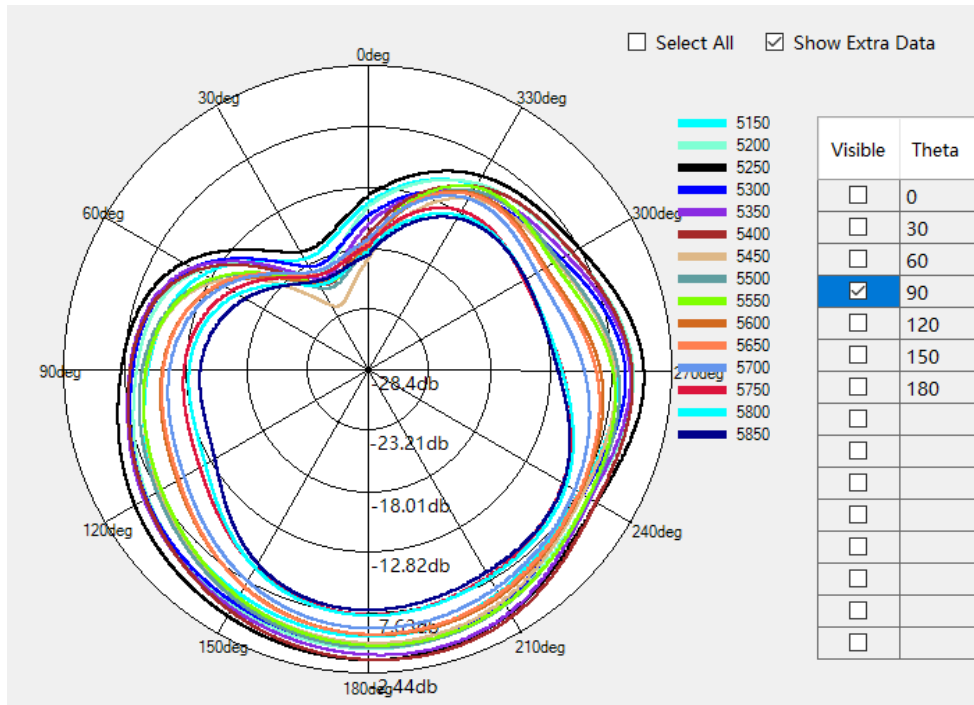 Select All
Show Extra Data
0deg
30deg
330deg
60deg
300deg
90deg
270deg
120deg
240deg
150deg
210deg
180deg
-28.4db
-23.21db
-18.01db
-12.82db
-7.63db
-2.44db
5150
5200
5250
5300
5350
5400
5450
5500
5550
5600
5650
5700
5750
5800
5850
Visible Theta
0
30
60
90
120
150
180